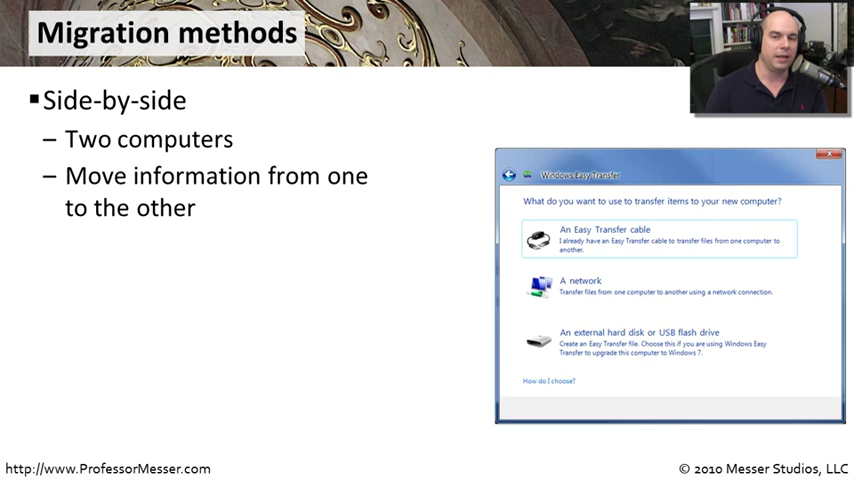 Migration methods
▪Side-by-side
– Two computers
– Move information from one
to the other
Windows Easy Transfer
What do you want to use to transfer items to your new computer?
An Easy Transfer cable
I already have an Easy Transfer cable to transfer files from one computer to
another.
A network
Transfer files from one computer to another using a network connection.
An external hard disk or USB flash drive
Create an Easy Transfer file. Choose this if you are using Windows Easy
Transfer to upgrade this computer to Windows 7.
How do I choose?
http://www.ProfessorMesser.com
© 2010 Messer Studios, LLC